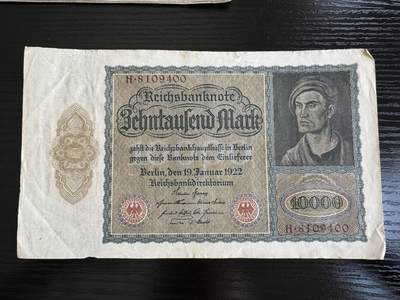 H·8109400
Reichsbanknote
Zehntausend Mark
zahlt die Reichsbankhauptkasse in Berlin
gegen diese Banknote dem Einlieferer
Berlin, den 19. Januar 1922
Reichsbankdirektorium
10000
H·8109400